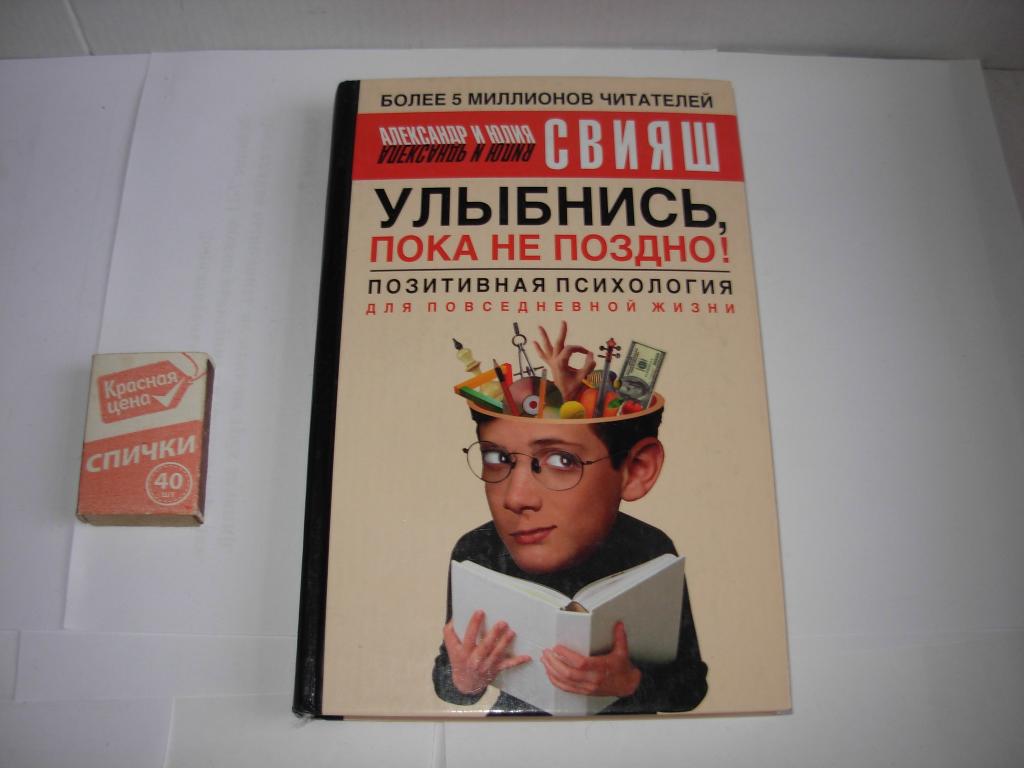 БОЛЕЕ 5 МИЛЛИОНОВ ЧИТАТЕЛЕЙ
АЛЕКСАНДР И ЮЛИЯ
СВИЯШ
УЛЫБНИСЬ,
ПОКА НЕ ПОЗДНО!
ПОЗИТИВНАЯ ПСИХОЛОГИЯ
ДЛЯ ПОВСЕДНЕВНОЙ ЖИЗНИ
Красная
цена
СПИЧКИ
40
ШТ